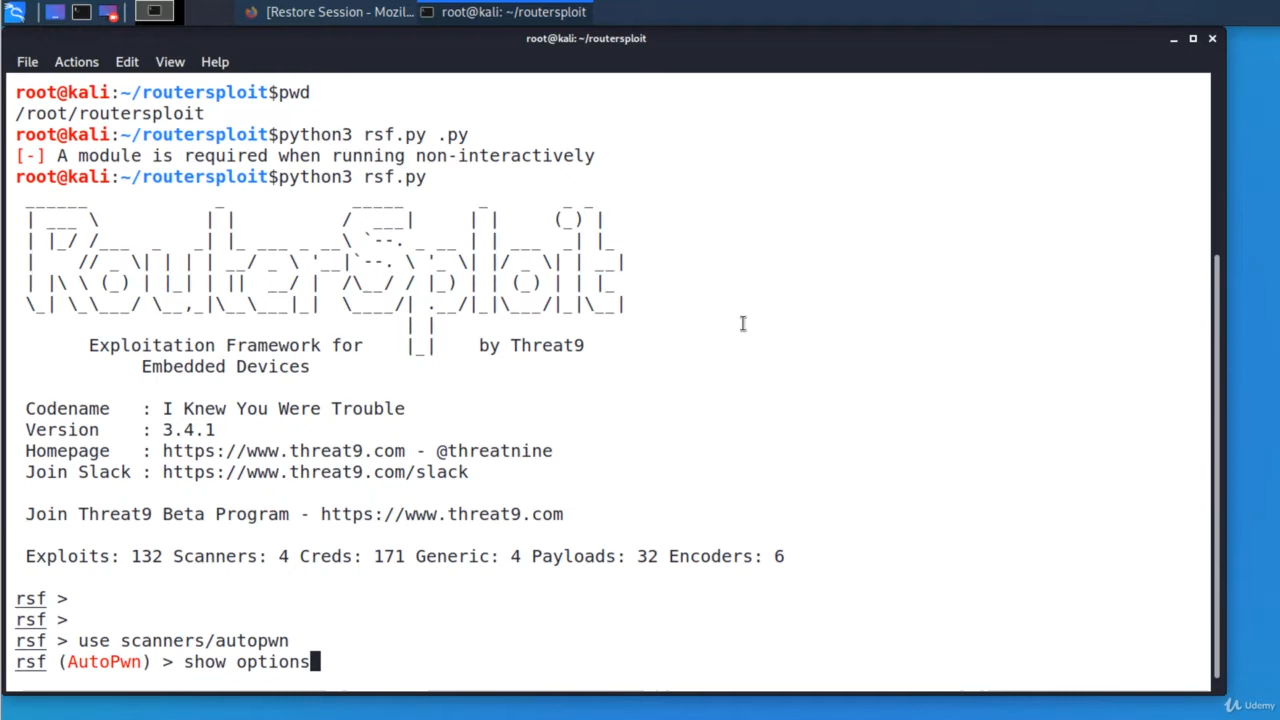 [Restore Session - Mozil...
root@kali: ~/routersploit
root@kali: ~/routersploit
File Actions Edit View Help
root@kali:~/routersploit$pwd
/root/routersploit
root@kali:~/routersploit$python3 rsf.py .py
[-] A module is required when running non-interactively
root@kali:~/routersploit$python3 rsf.py
RouterSploit
Exploitation Framework for by Threat9
Embedded Devices
Codename : I Knew You Were Trouble
Version : 3.4.1
Homepage : https://www.threat9.com - @threatnine
Join Slack : https://www.threat9.com/slack
Join Threat9 Beta Program - https://www.threat9.com
Exploits: 132 Scanners: 4 Creds: 171 Generic: 4 Payloads: 32 Encoders: 6
rsf >
rsf >
rsf > use scanners/autopwn
rsf (AutoPwn) > show options
Udemy